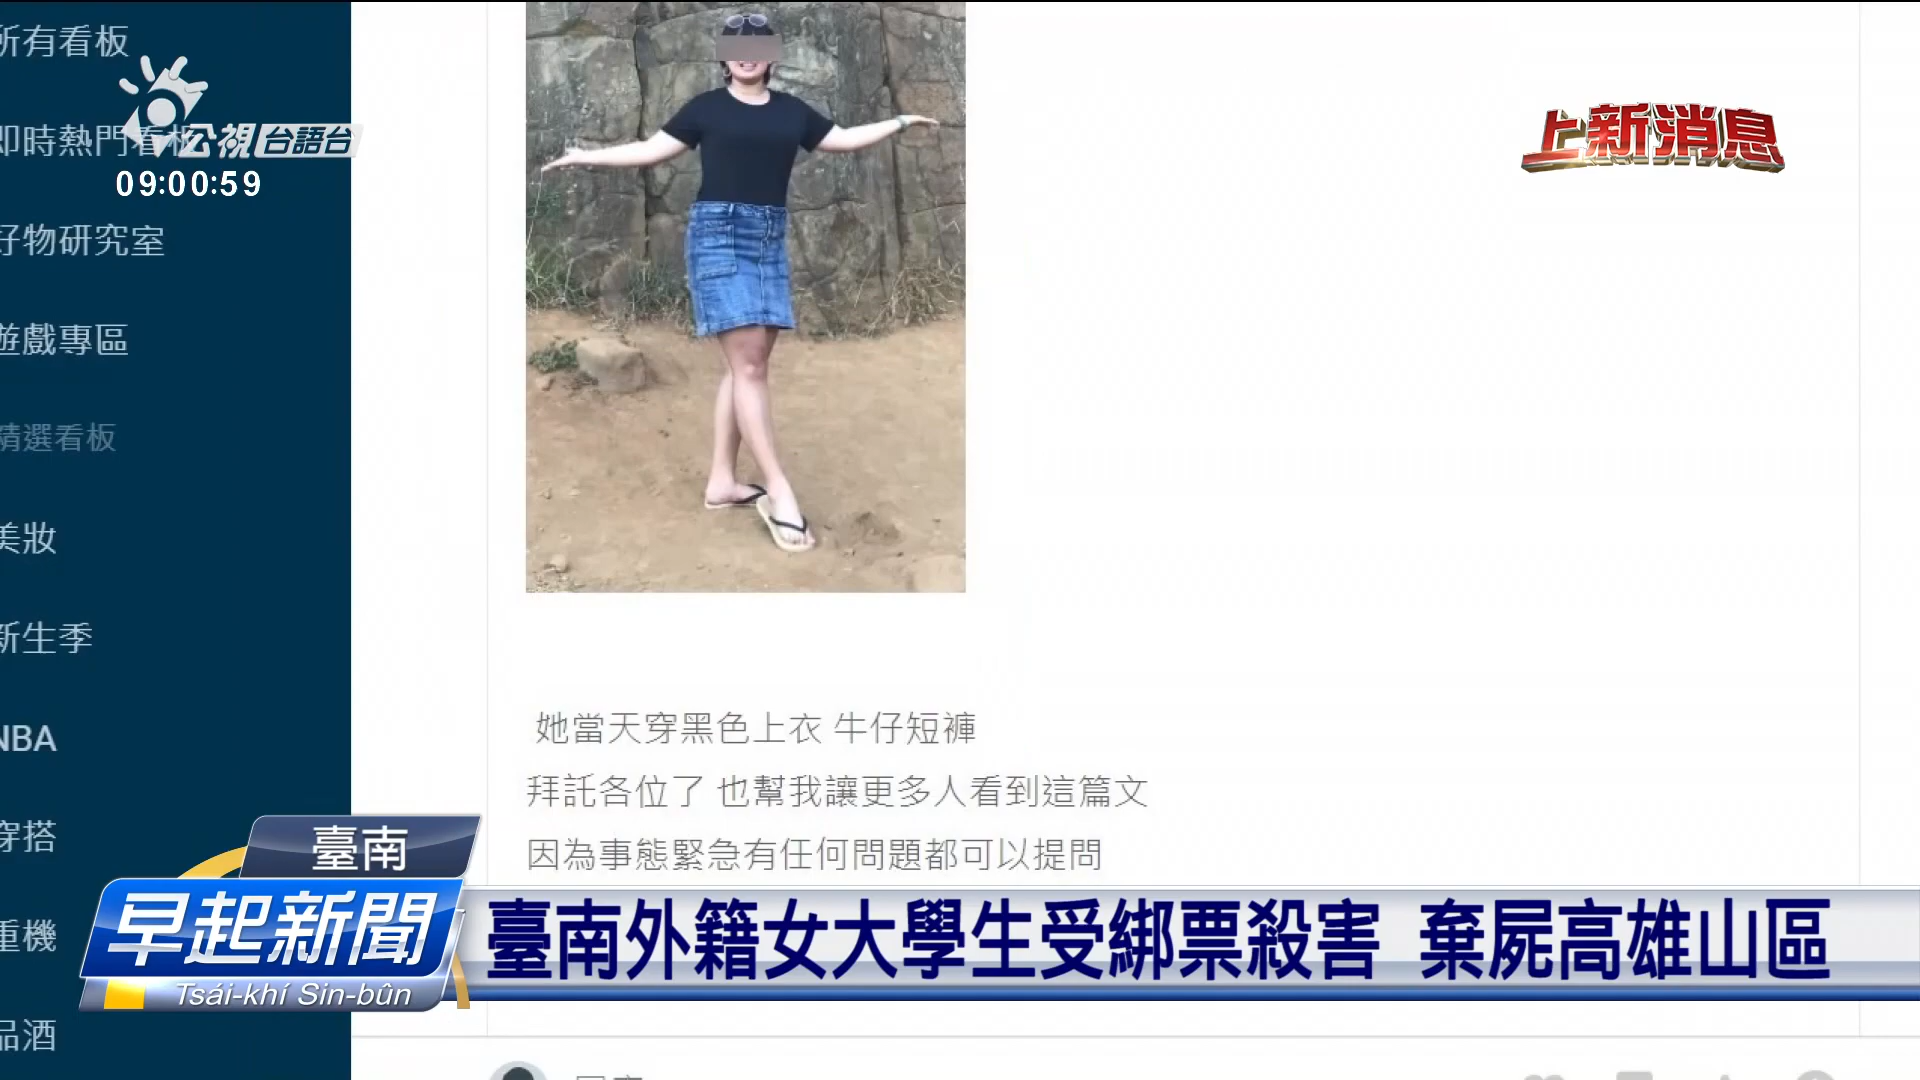 所有看板
即時熱門看板
公視台語台
09:00:59
上新消息
好物研究室
遊戲專區
精選看板
美妝
新生季
NBA
穿搭
重機
品酒
她當天穿黑色上衣 牛仔短褲
拜託各位了 也幫我讓更多人看到這篇文
因為事態緊急有任何問題都可以提問
臺南
早起新聞
Tsái-khí Sin-bûn
臺南外籍女大學生受綁票殺害 棄屍高雄山區